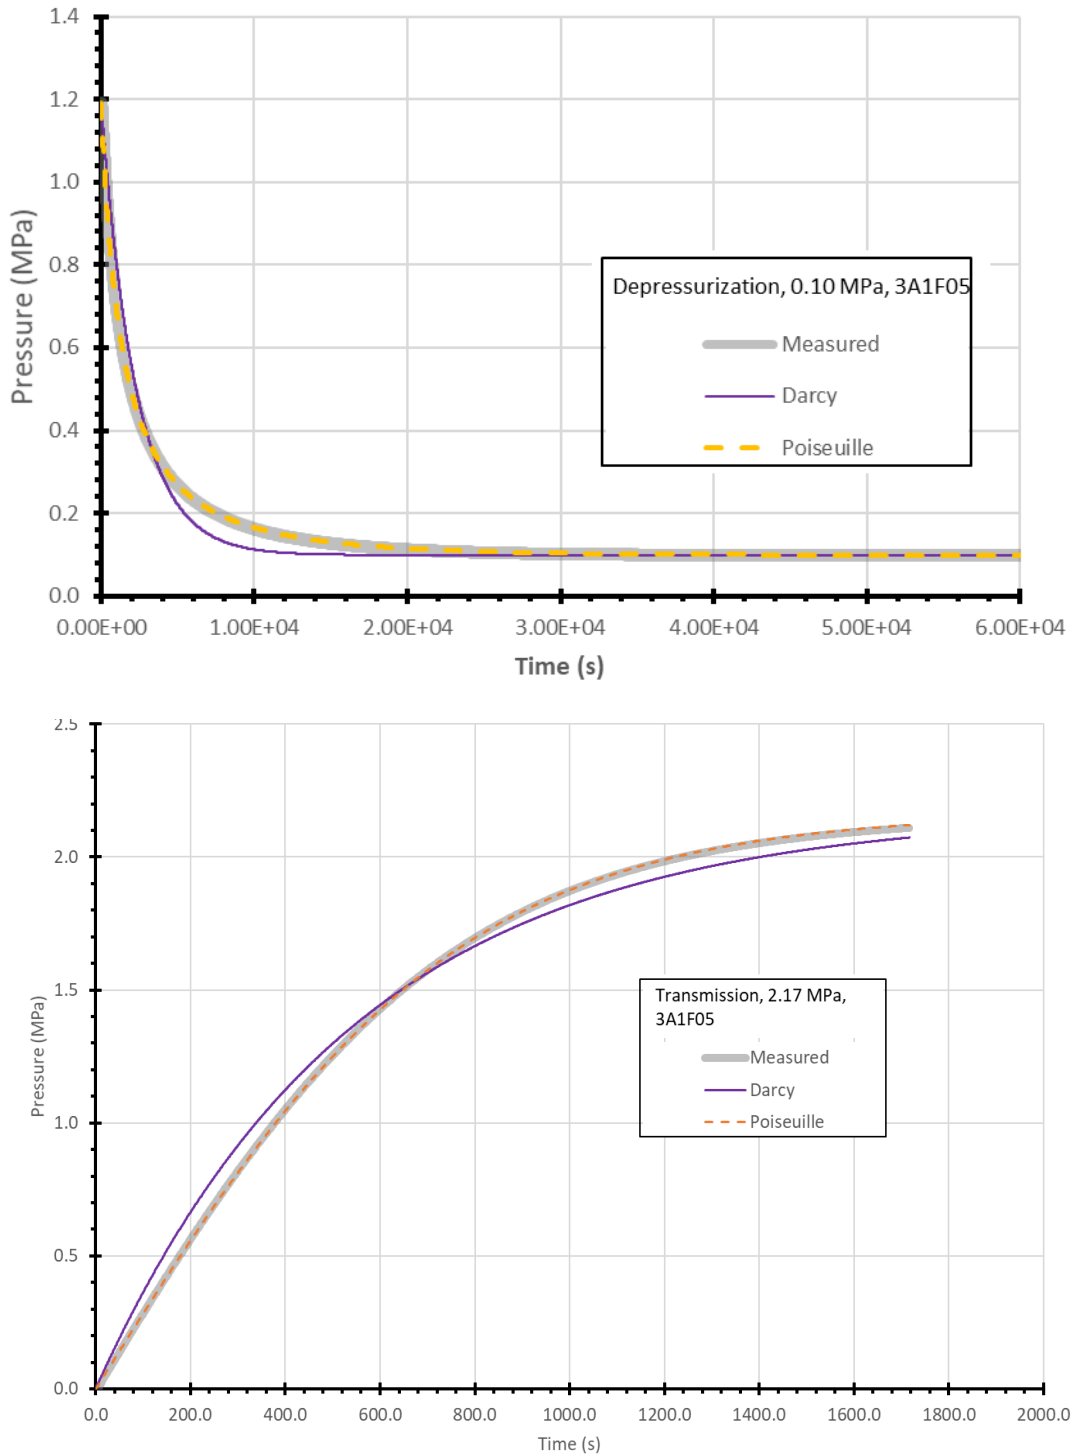 1.4
1.2
1.0
0.8
0.6
0.4
0.2
0.0
Pressure (MPa)
Depressurization, 0.10 MPa, 3A1F05
Measured
Darcy
Poiseuille
0.00E+00 1.00E+04 2.00E+04 3.00E+04 4.00E+04 5.00E+04 6.00E+04
Time (s)
2.5
2.0
1.5
1.0
0.5
0.0
Pressure (MPa)
Transmission, 2.17 MPa,
3A1F05
Measured
Darcy
Poiseuille
0.0 200.0 400.0 600.0 800.0 1000.0 1200.0 1400.0 1600.0 1800.0 2000.0
Time (s)